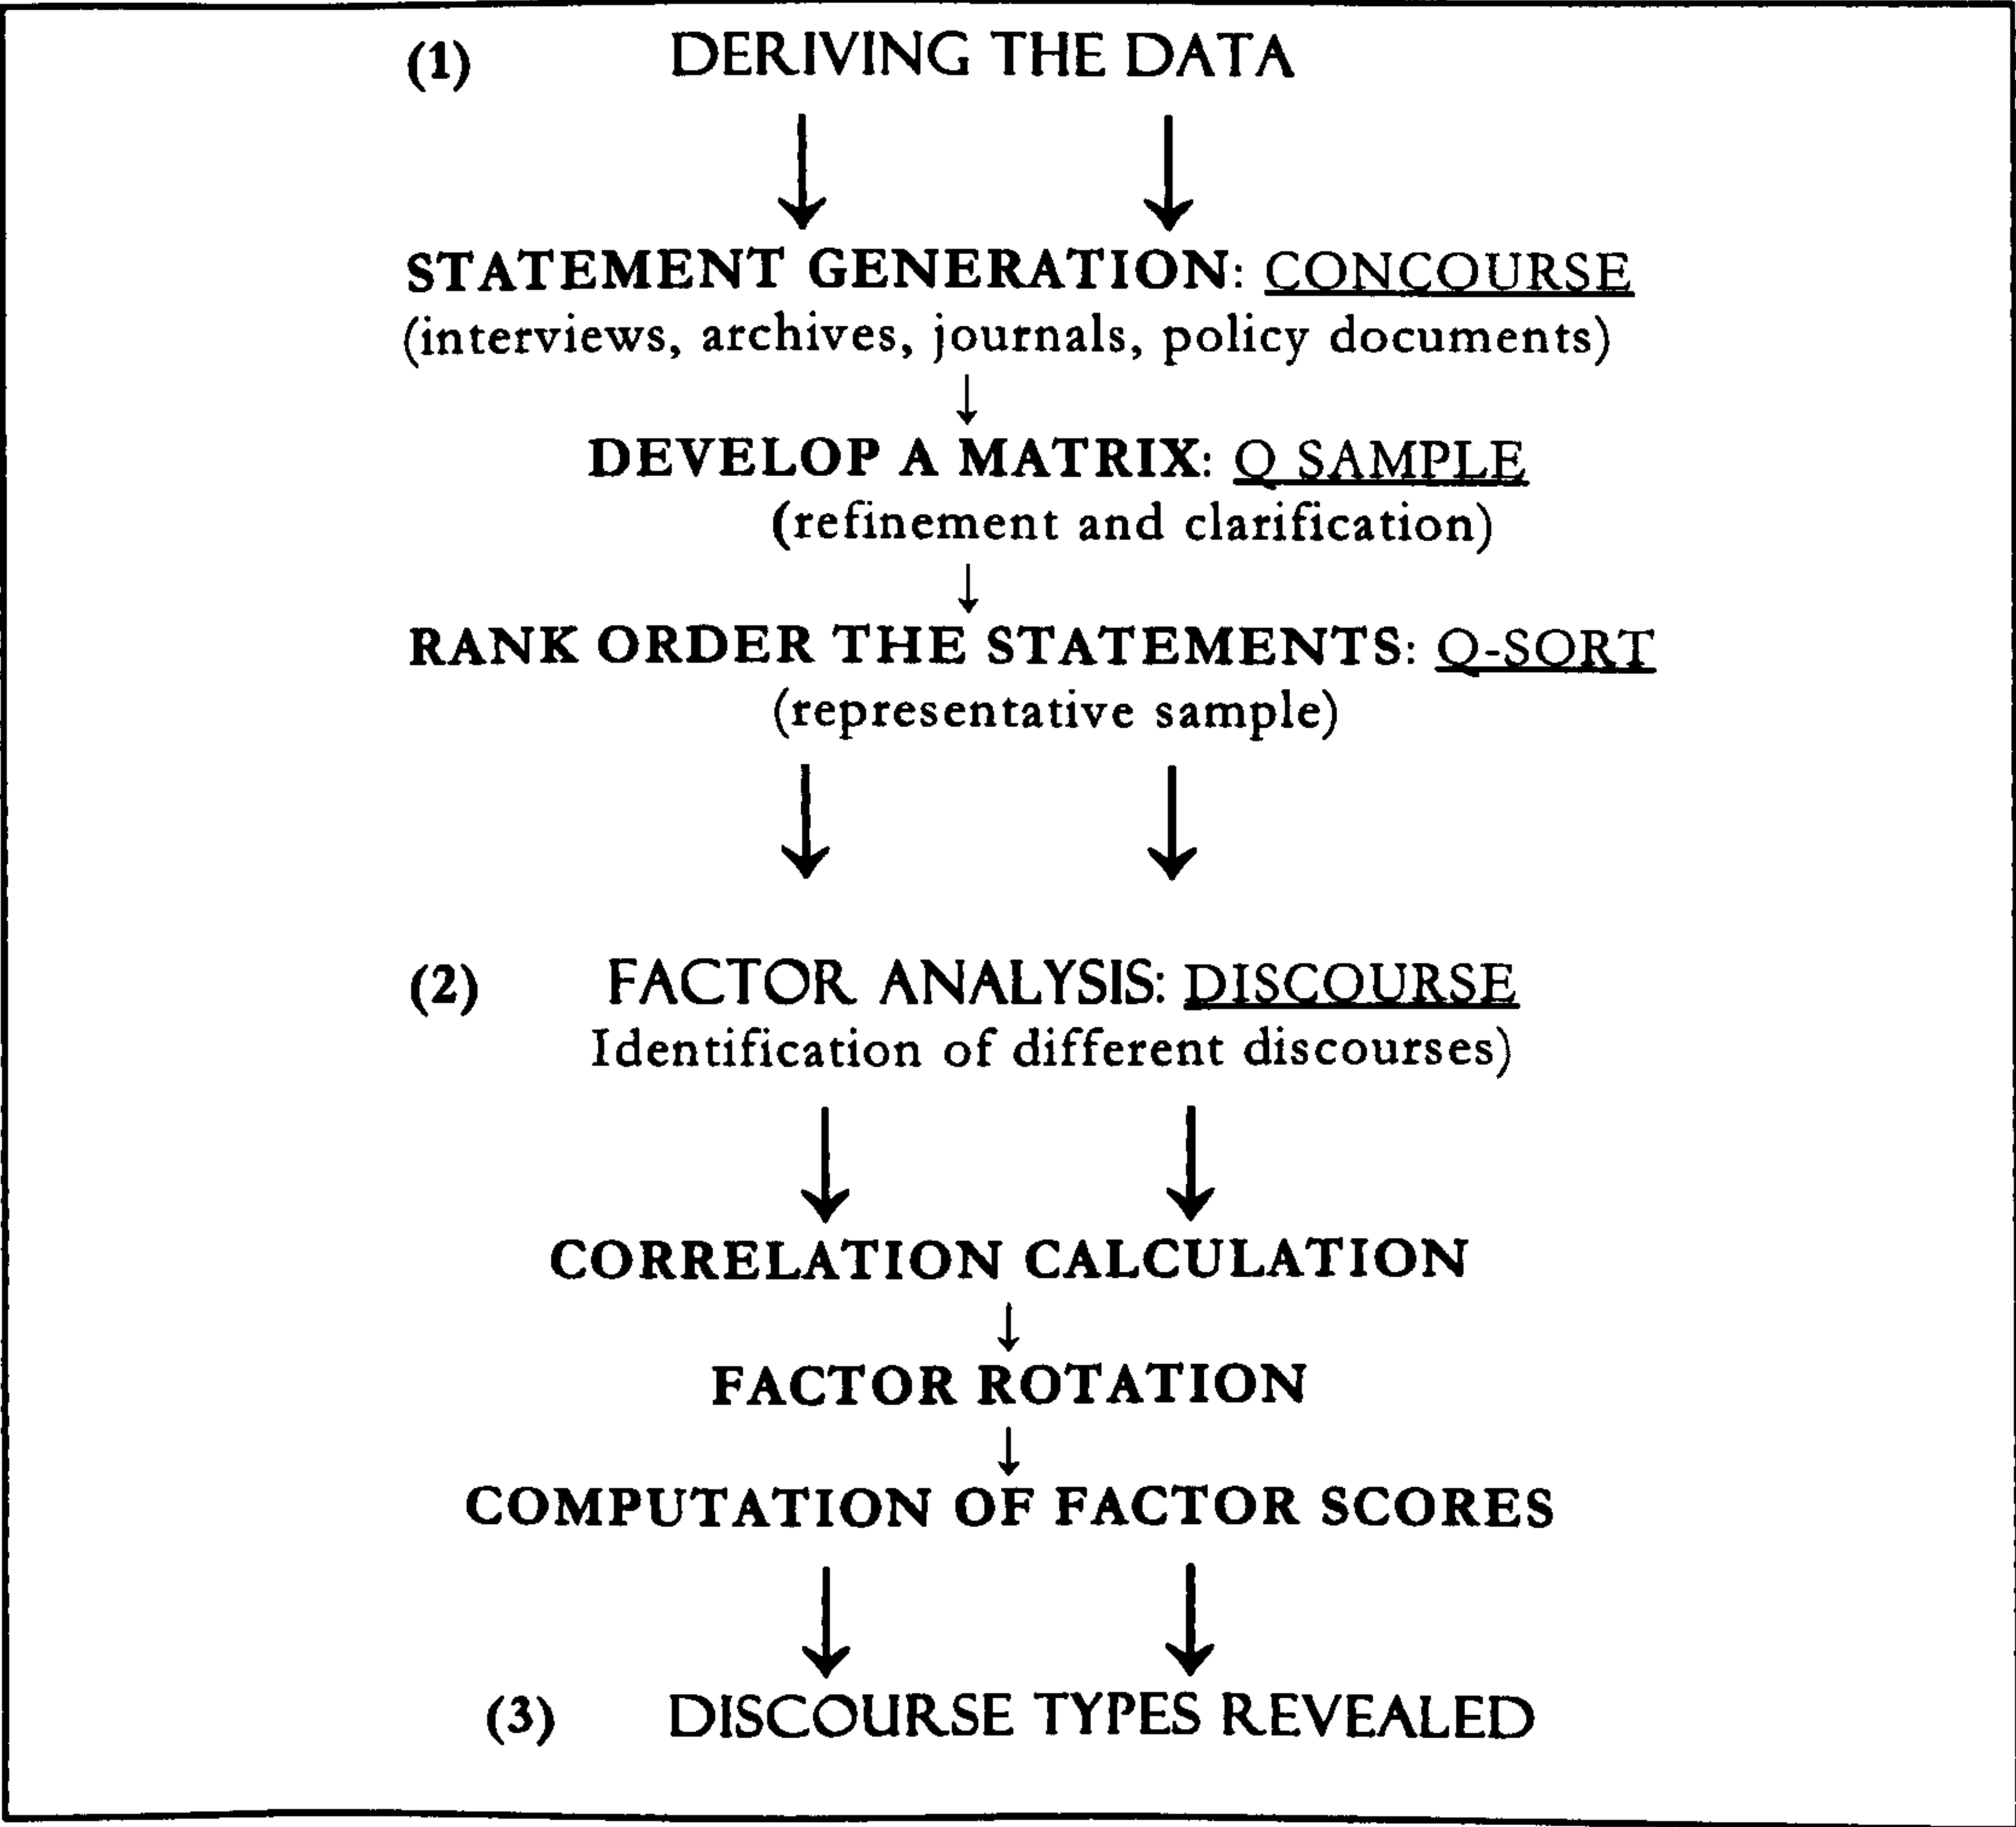 (1) DERIVING THE DATA
STATEMENT GENERATION: CONCOURSE
(interviews, archives, journals, policy documents)
DEVELOP A MATRIX: Q SAMPLE
(refinement and clarification)
RANK ORDER THE STATEMENTS: Q-SORT
(representative sample)
(2) FACTOR ANALYSIS: DISCOURSE
Identification of different discourses)
CORRELATION CALCULATION
FACTOR ROTATION
COMPUTATION OF FACTOR SCORES
(3) DISCOURSE TYPES REVEALED